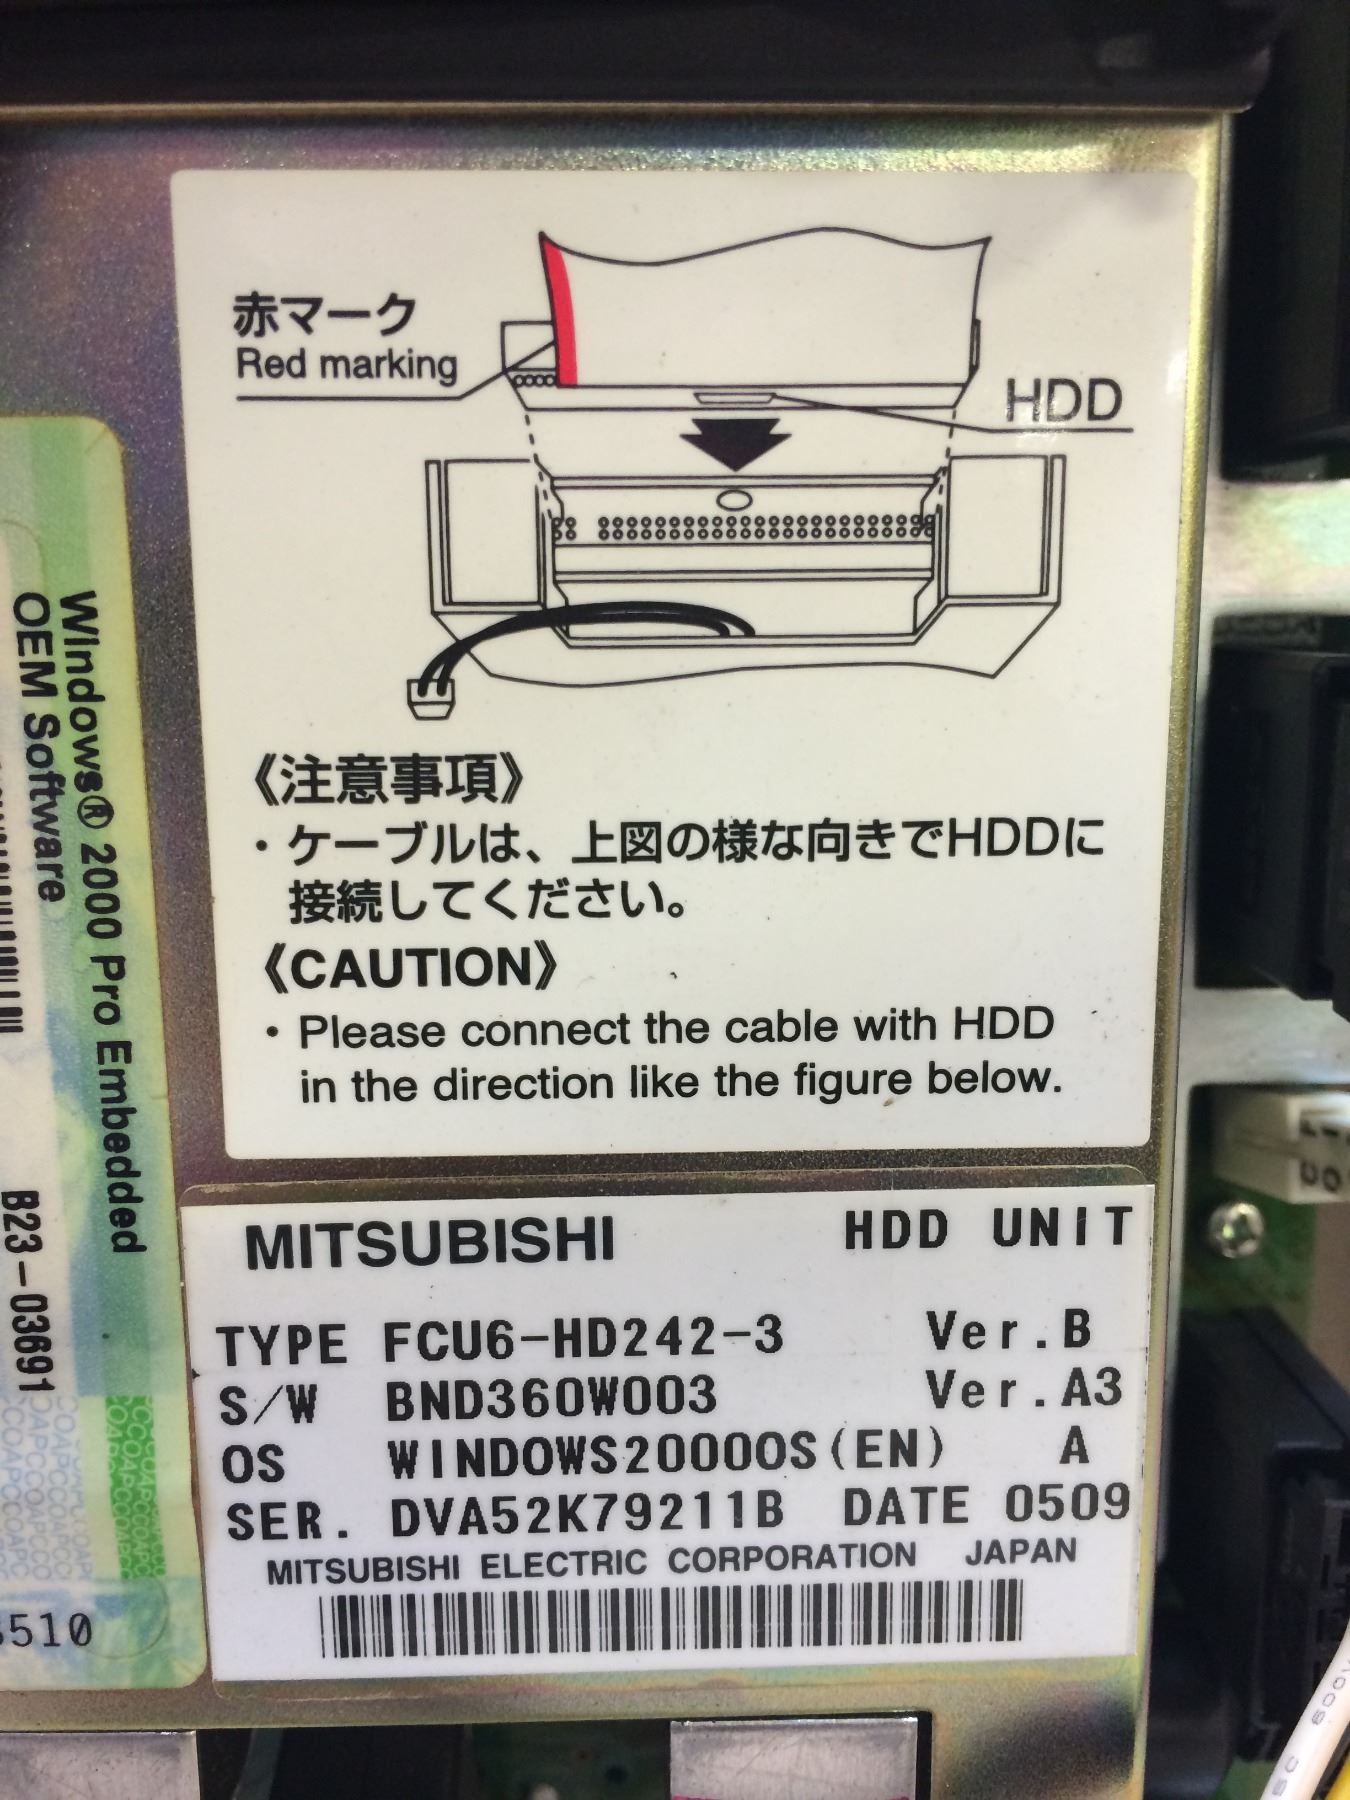 赤マーク
Red marking
HDD
《注意事項》
・ケーブルは、上図の様な向きでHDDに
接続してください。
《CAUTION》
・Please connect the cable with HDD
in the direction like the figure below.
MITSUBISHI HDD UNIT
TYPE FCU6-HD242-3 Ver.B
S/W BND360W003 Ver.A3
OS WINDOWS2000OS(EN) A
SER. DVA52K79211B DATE 0509
MITSUBISHI ELECTRIC CORPORATION JAPAN
Windows® 2000 Pro Embedded
OEM Software
B23-03691
510